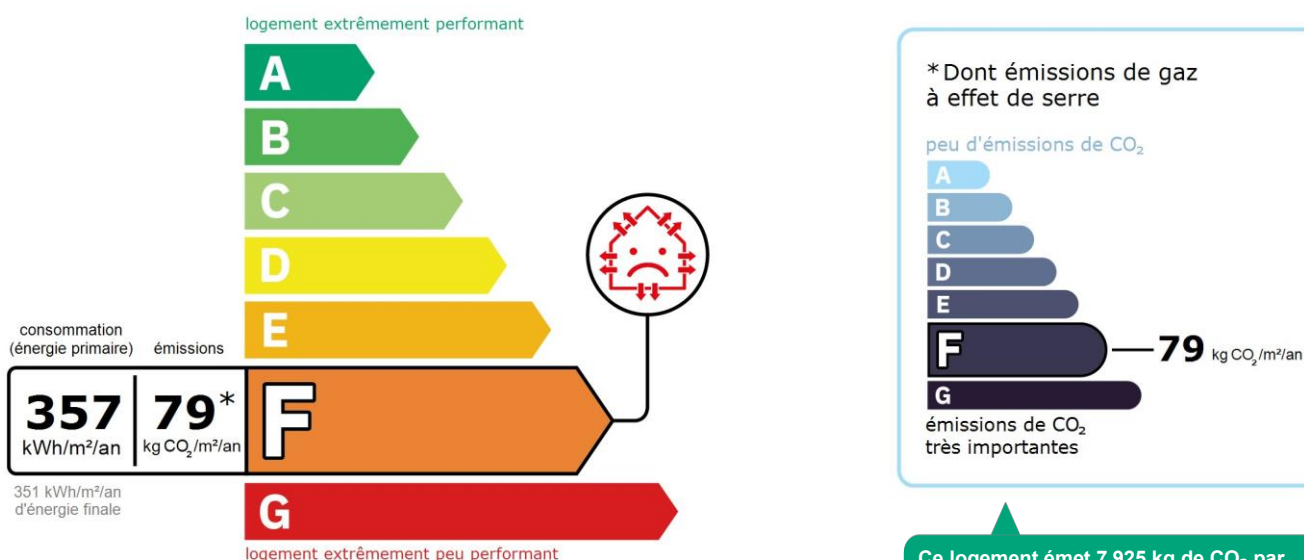 logement extrêmement performant
A
B
C
D
E
consommation
(énergie primaire)
émissions
357
kWh/m²/an
79*
kg CO₂/m²/an
F
351 kWh/m²/an
d'énergie finale
G
logement extrêmement peu performant
*Dont émissions de gaz
à effet de serre
peu d'émissions de CO₂
A
B
C
D
E
F
79 kg CO₂/m²/an
G
émissions de CO₂
très importantes
Ce logement émet 7 925 kg de CO₂ par